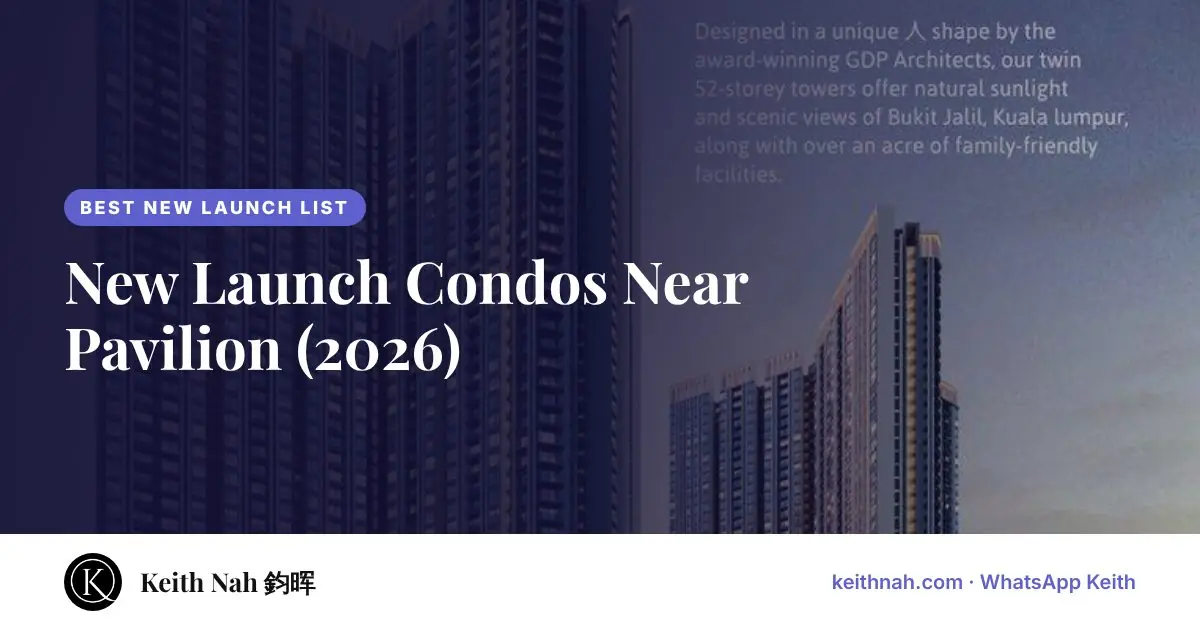 Designed in a unique 人 shape by the
award-winning GDP Architects, our twin
52-storey towers offer natural sunlight
and scenic views of Bukit Jalil, Kuala lumpur,
along with over an acre of family-friendly
facilities.
BEST NEW LAUNCH LIST
New Launch Condos Near
Pavilion (2026)
K
Keith Nah 鈞晖
keithnah.com · WhatsApp Keith